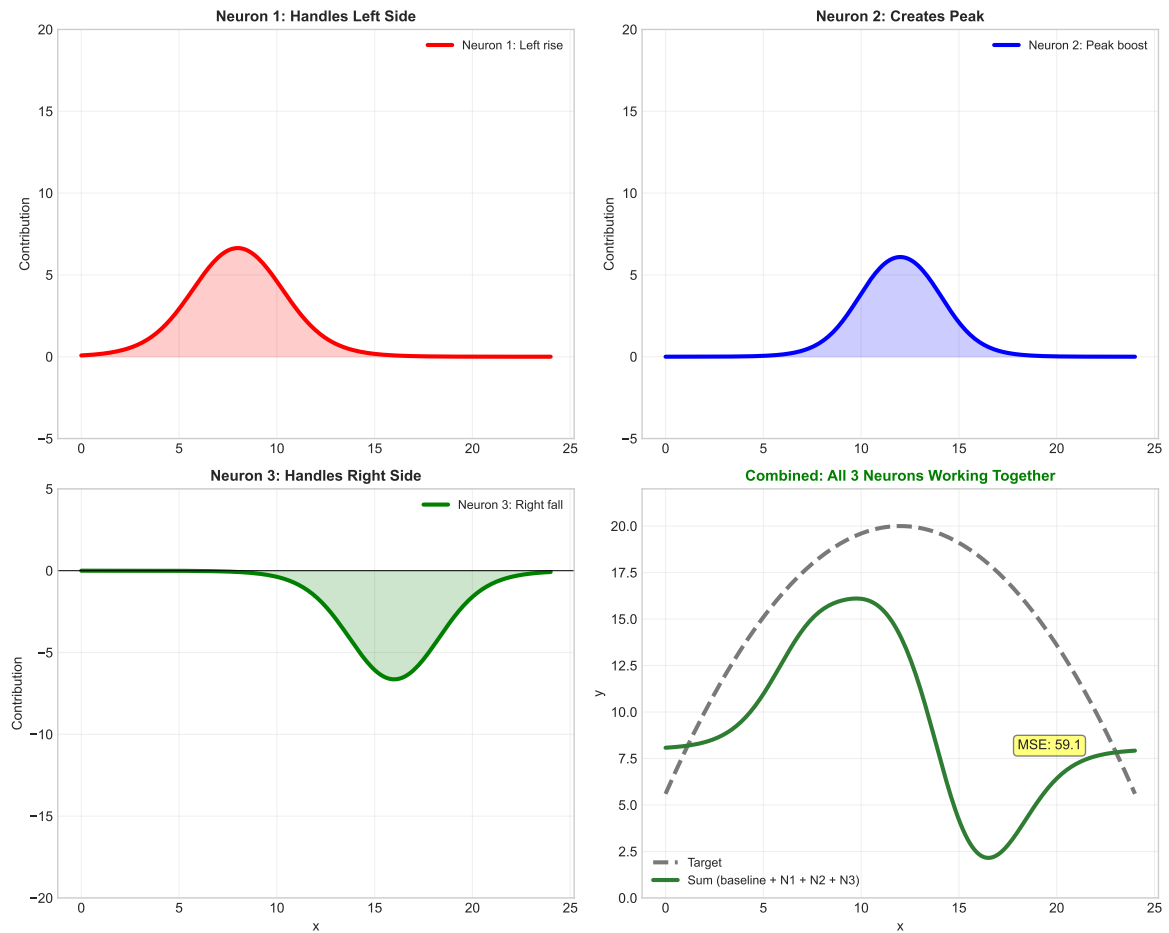 Neuron 1: Handles Left Side
Neuron 1: Left rise
20
15
10
5
0
−5
Contribution
0 5 10 15 20 25
Neuron 2: Creates Peak
Neuron 2: Peak boost
20
15
10
5
0
−5
Contribution
0 5 10 15 20 25
Neuron 3: Handles Right Side
Neuron 3: Right fall
5
0
−5
−10
−15
−20
Contribution
0 5 10 15 20 25
x
Combined: All 3 Neurons Working Together
20.0
17.5
15.0
12.5
10.0
7.5
5.0
2.5
0.0
y
MSE: 59.1
Target
Sum (baseline + N1 + N2 + N3)
0 5 10 15 20 25
x